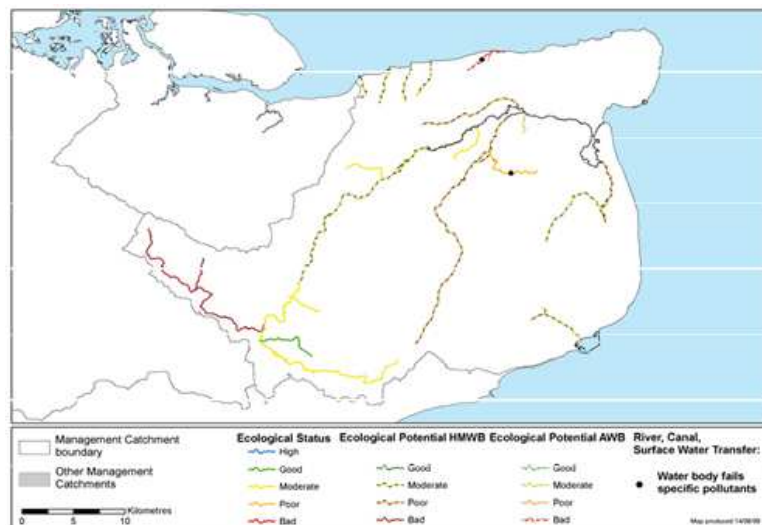 Management Catchment
boundary
Other Management
Catchments
0 5 10 Kilometres
Ecological Status
High
Good
Moderate
Poor
Bad
Ecological Potential HMWB
Good
Moderate
Poor
Bad
Ecological Potential AWB
Good
Moderate
Poor
Bad
River, Canal,
Surface Water Transfer:
Water body fails
specific pollutants
Map produced